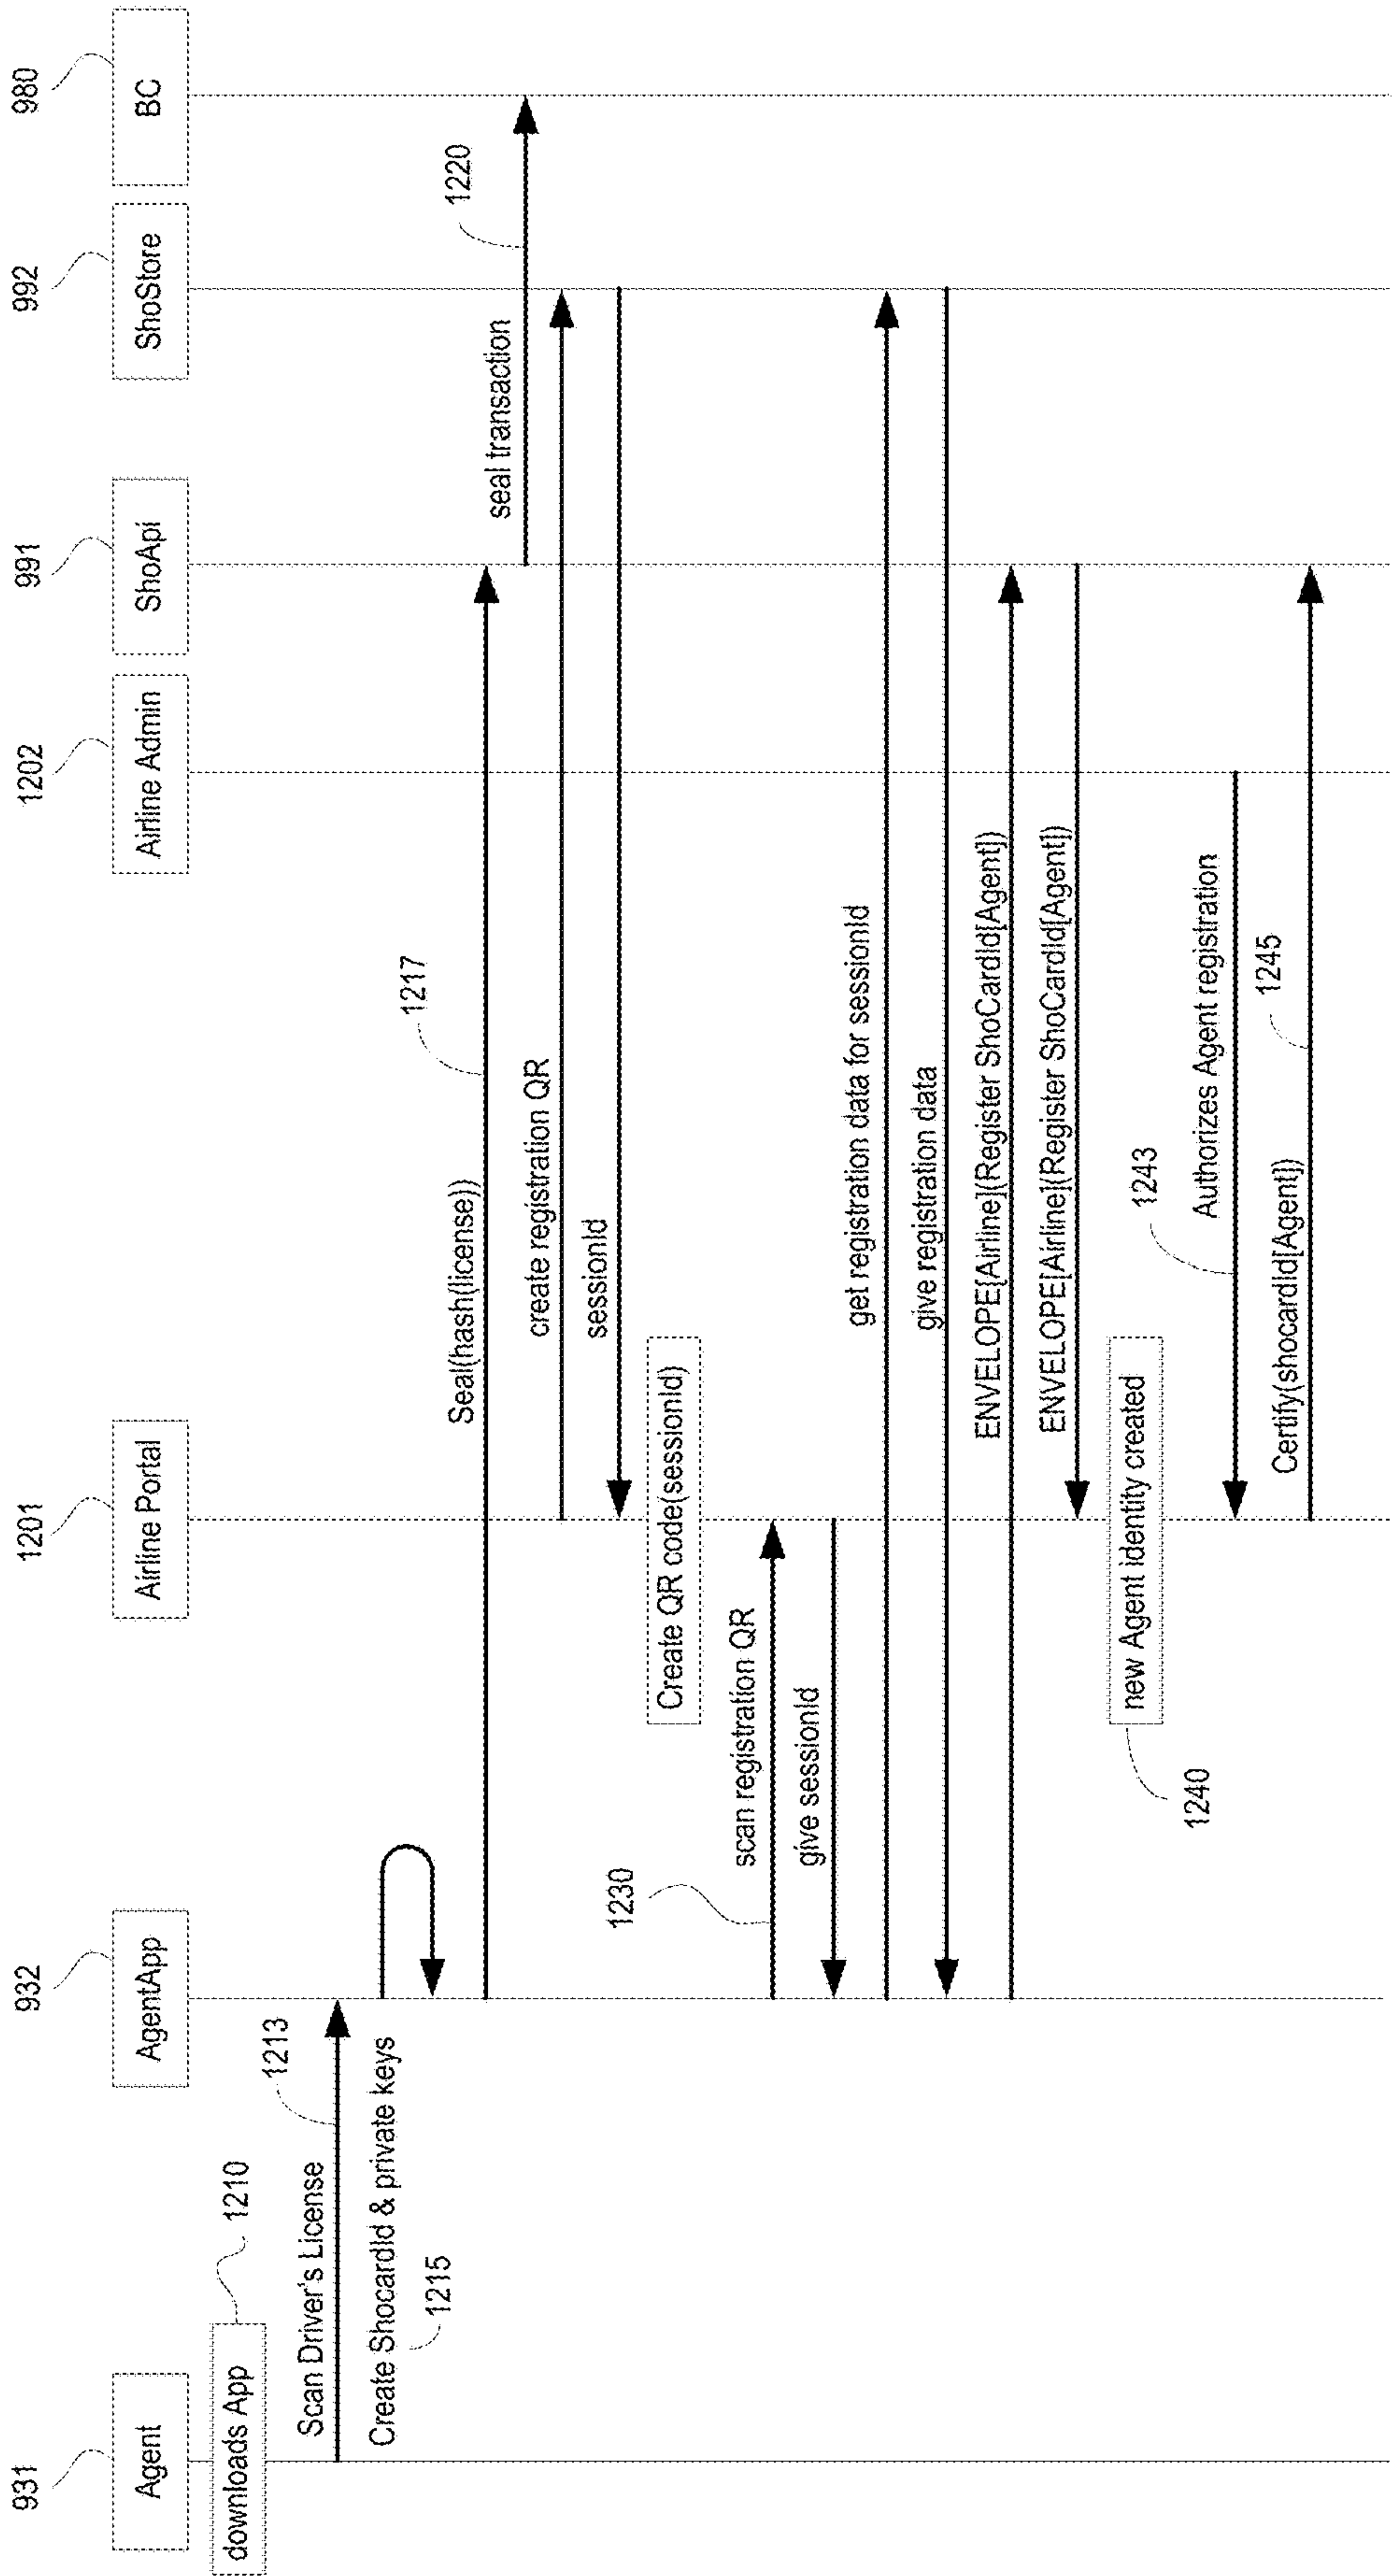 931
Agent
932
AgentApp
1201
Airline Portal
1202
Airline Admin
991
ShoApi
992
ShoStore
980
BC
downloads App
1210
Scan Driver's License
1213
Create ShocardId & private keys
1215
Seal(hash(license))
1217
seal transaction
1220
create registration QR
sessionId
Create QR code(sessionId)
scan registration QR
1230
give sessionId
get registration data for sessionId
give registration data
ENVELOPE[Airline](Register ShoCardId[Agent])
ENVELOPE[Airline](Register ShoCardId[Agent])
new Agent identity created
1240
1243
Authorizes Agent registration
Certify(shocardId[Agent])
1245